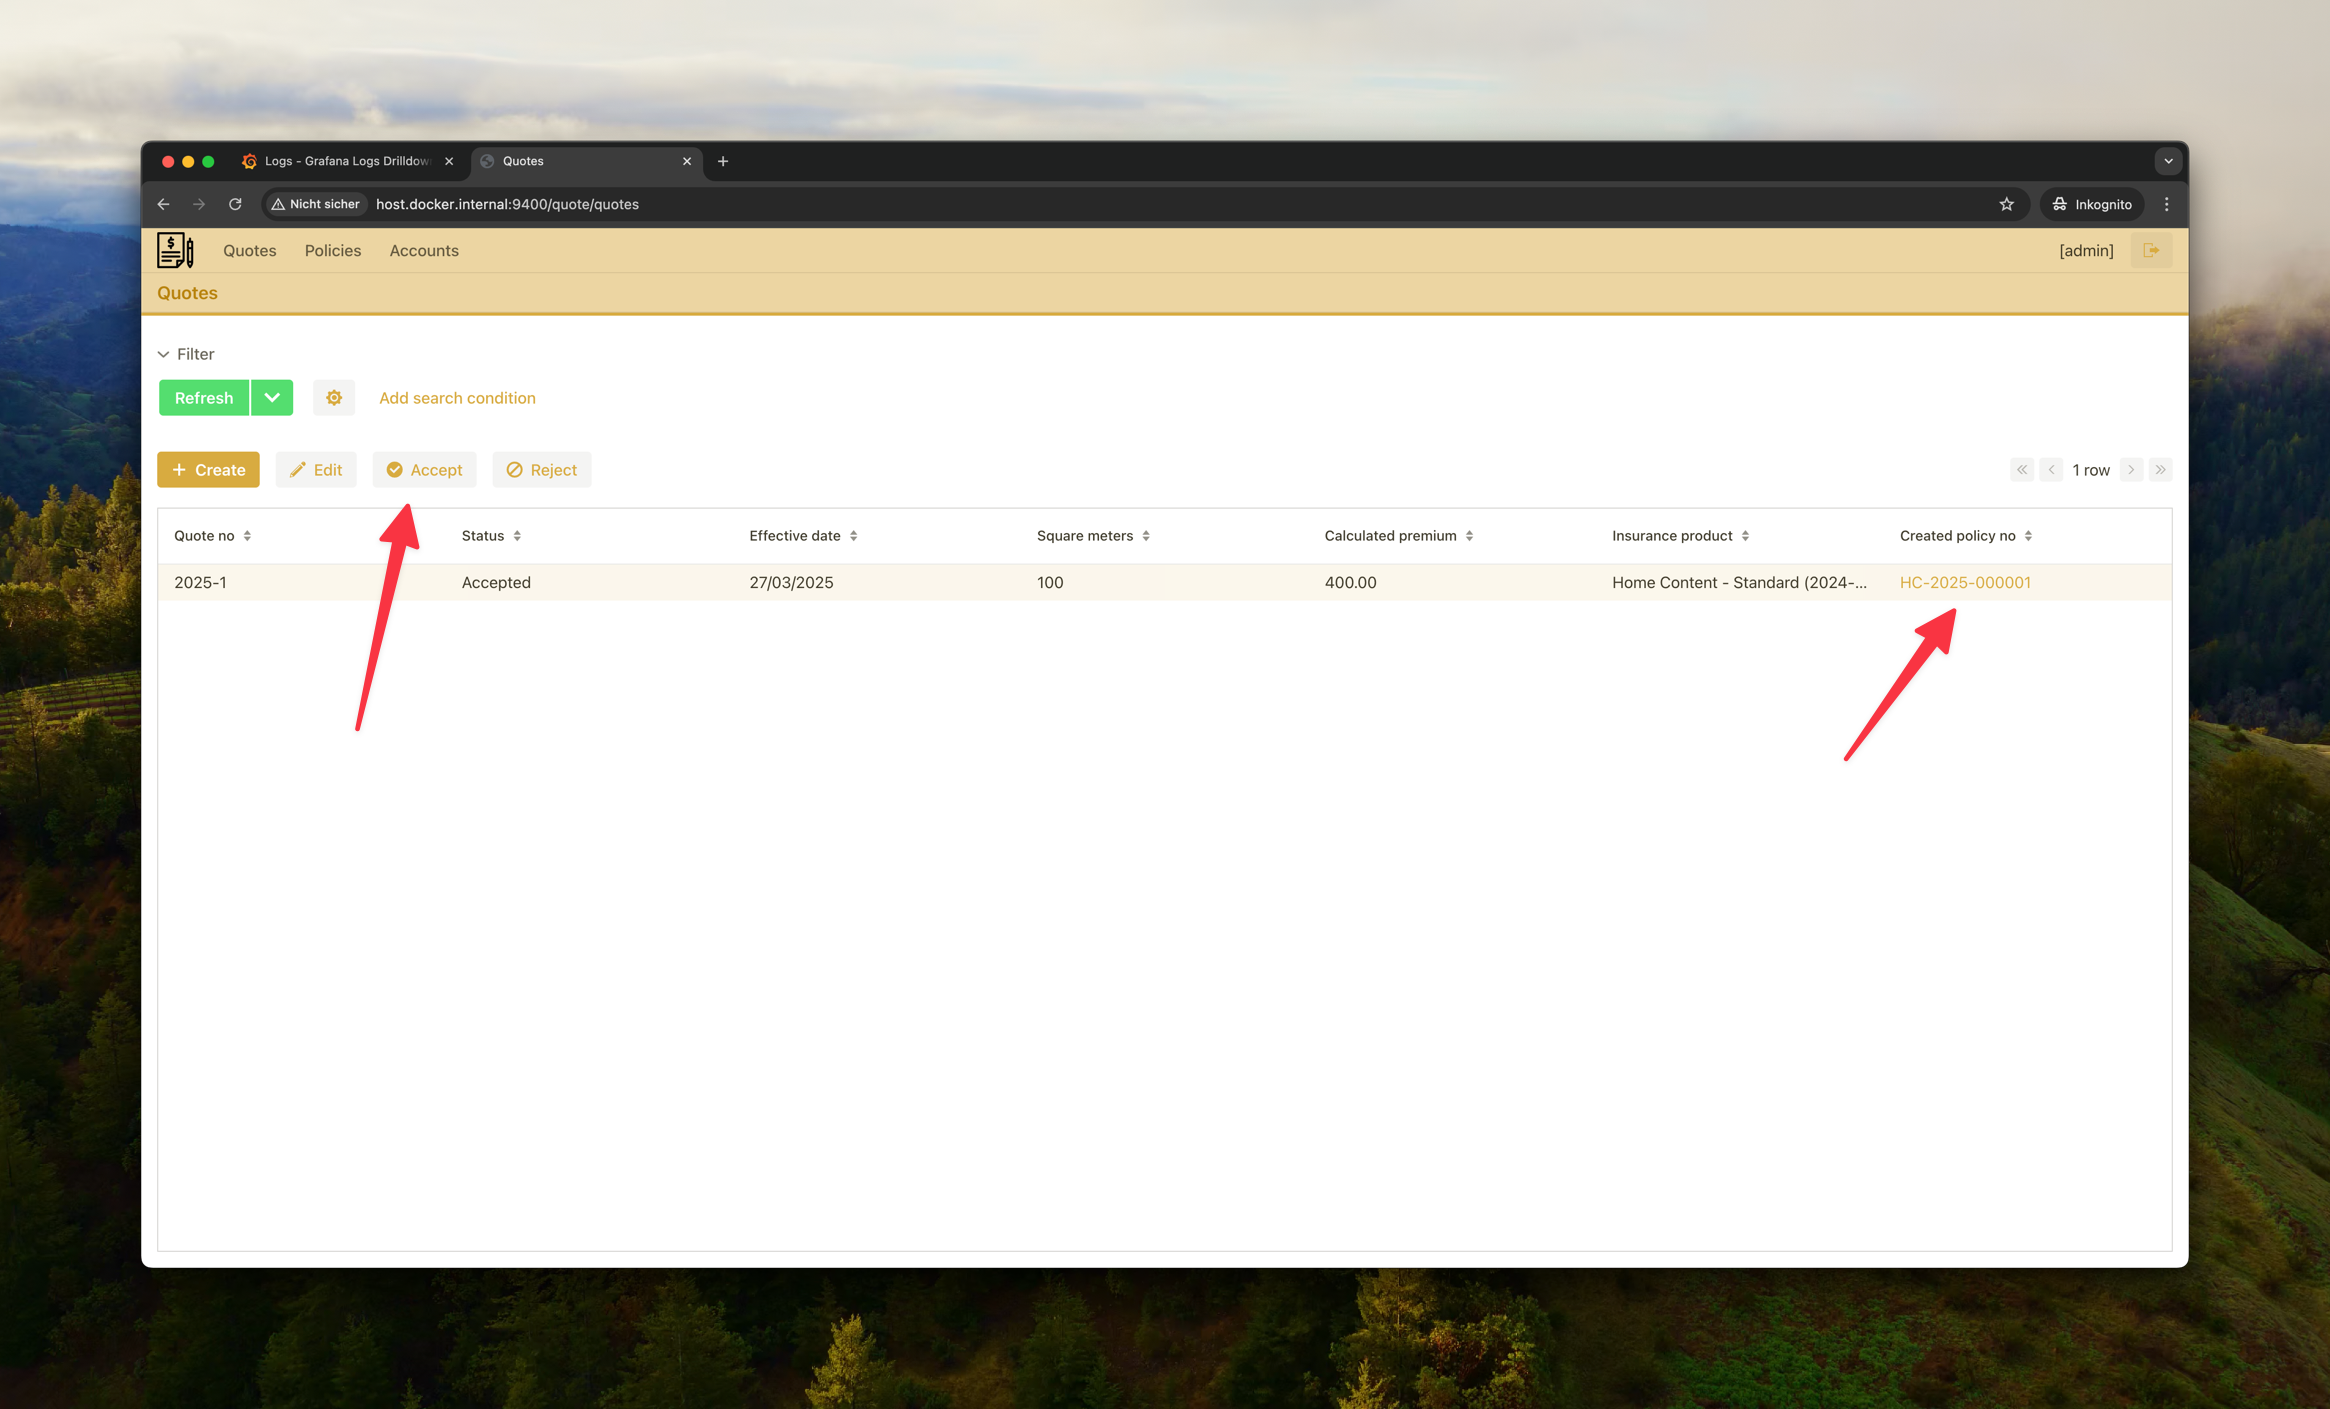 Logs - Grafana Logs Drilldow
Quotes
Nicht sicher host.docker.internal:9400/quote/quotes
Inkognito
$
Quotes Policies Accounts
[admin]
Quotes
Filter
Refresh
Add search condition
Create Edit Accept Reject
1 row
Quote no Status Effective date Square meters Calculated premium Insurance product Created policy no
2025-1 Accepted 27/03/2025 100 400.00 Home Content - Standard (2024-... HC-2025-000001